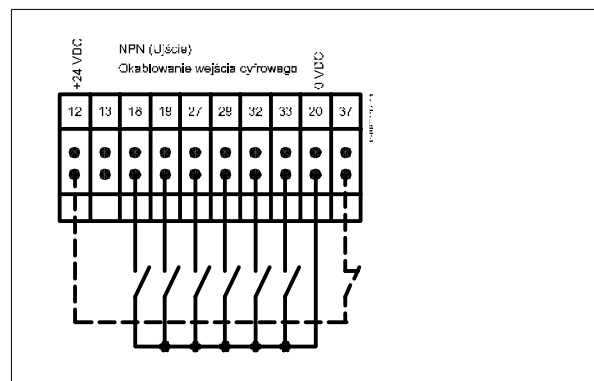 NPN (Ujście)
Okablowanie wejścia cyfrowego
+24 VDC
0 VDC
12 13 18 19 27 29 32 33 20 37